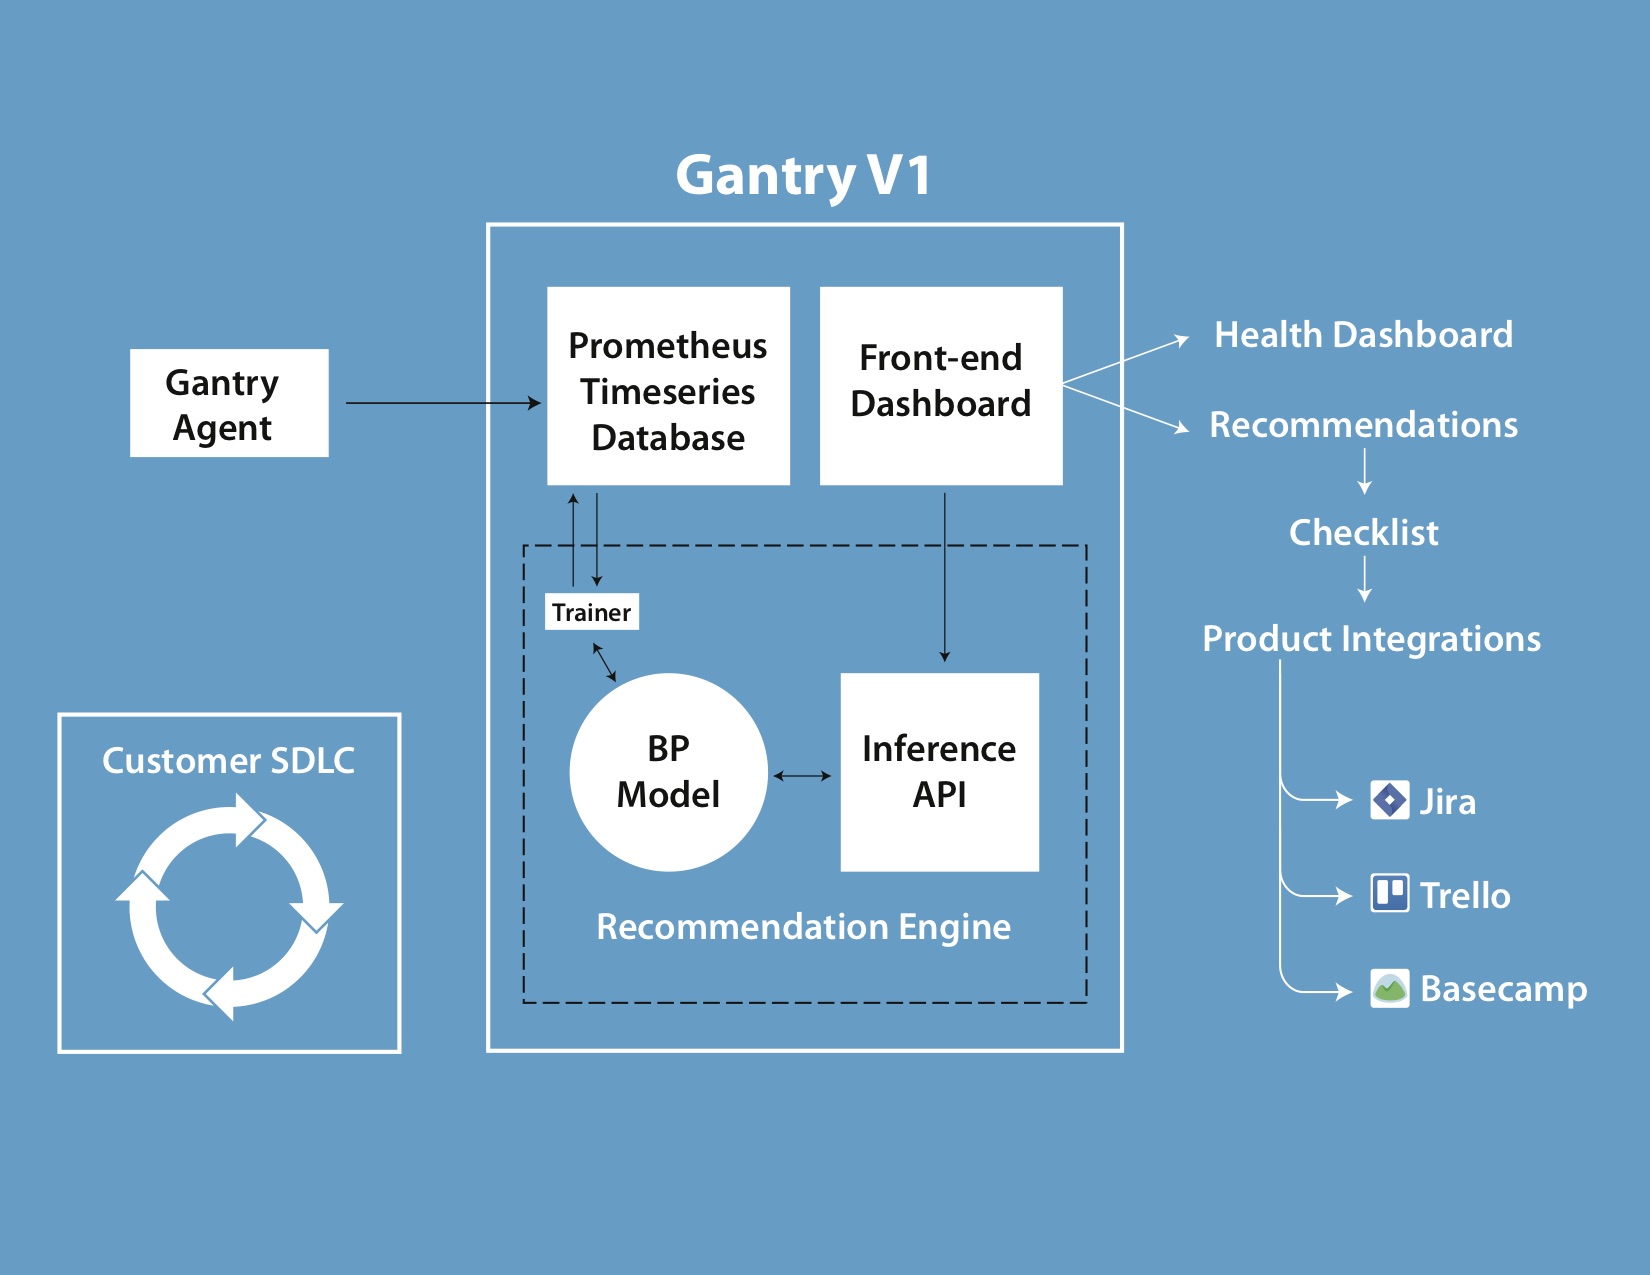 Gantry V1
Gantry
Agent
Prometheus
Timeseries
Database
Front-end
Dashboard
Health Dashboard
Recommendations
Checklist
Product Integrations
Jira
Trello
Basecamp
Trainer
BP
Model
Inference
API
Recommendation Engine
Customer SDLC